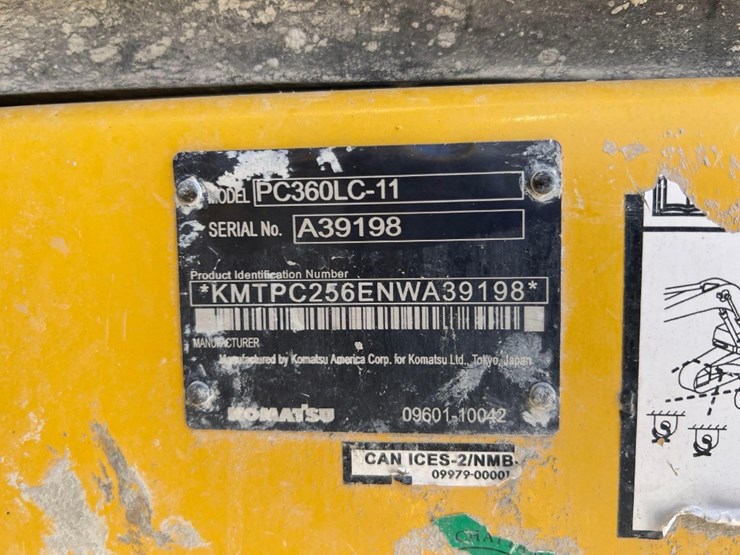 MODEL PC360LC-11
SERIAL No. A39198
Product Identification Number
*KMTPC256ENWA39198*
MANUFACTURER
Manufactured by Komatsu America Corp. for Komatsu Ltd., Tokyo, Japan
KOMATSU 09601-10042
CAN ICES-2/NMB-
09979-00001